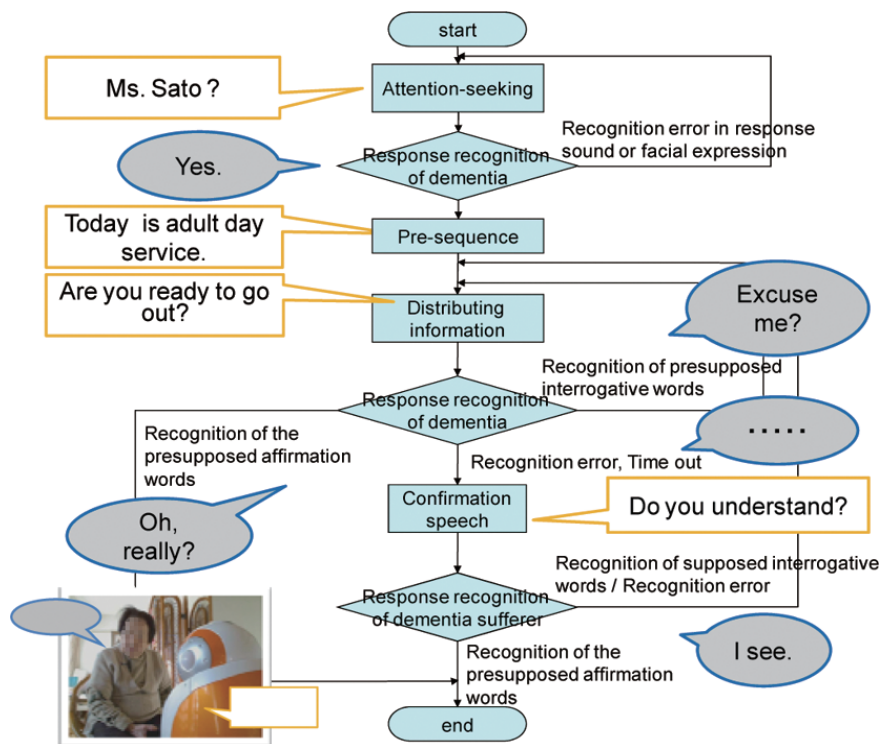 start
Ms. Sato ?
Attention-seeking
Recognition error in response
sound or facial expression
Yes.
Response recognition
of dementia
Today is adult day
service.
Pre-sequence
Are you ready to go
out?
Excuse
me?
Distributing
information
Recognition of presupposed
interrogative words
Response recognition
of dementia
.....
Recognition of the
presupposed affirmation
words
Recognition error, Time out
Confirmation
speech
Do you understand?
Oh,
really?
Recognition of supposed interrogative
words / Recognition error
Response recognition
of dementia sufferer
I see.
Recognition of the
presupposed affirmation
words
end